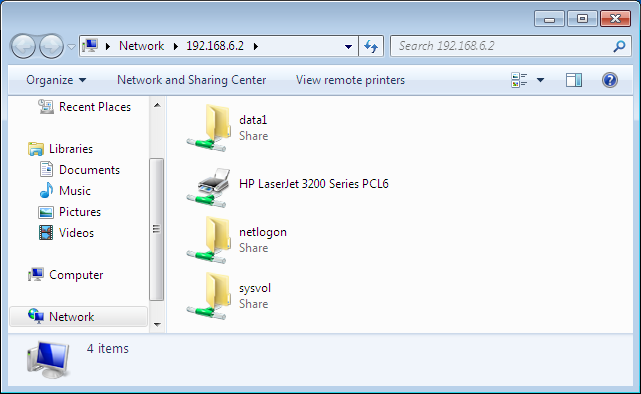 Network 192.168.6.2
Search 192.168.6.2
Organize Network and Sharing Center View remote printers
Recent Places
Libraries
Documents
Music
Pictures
Videos
Computer
Network
data1
Share
HP LaserJet 3200 Series PCL6
netlogon
Share
sysvol
Share
4 items